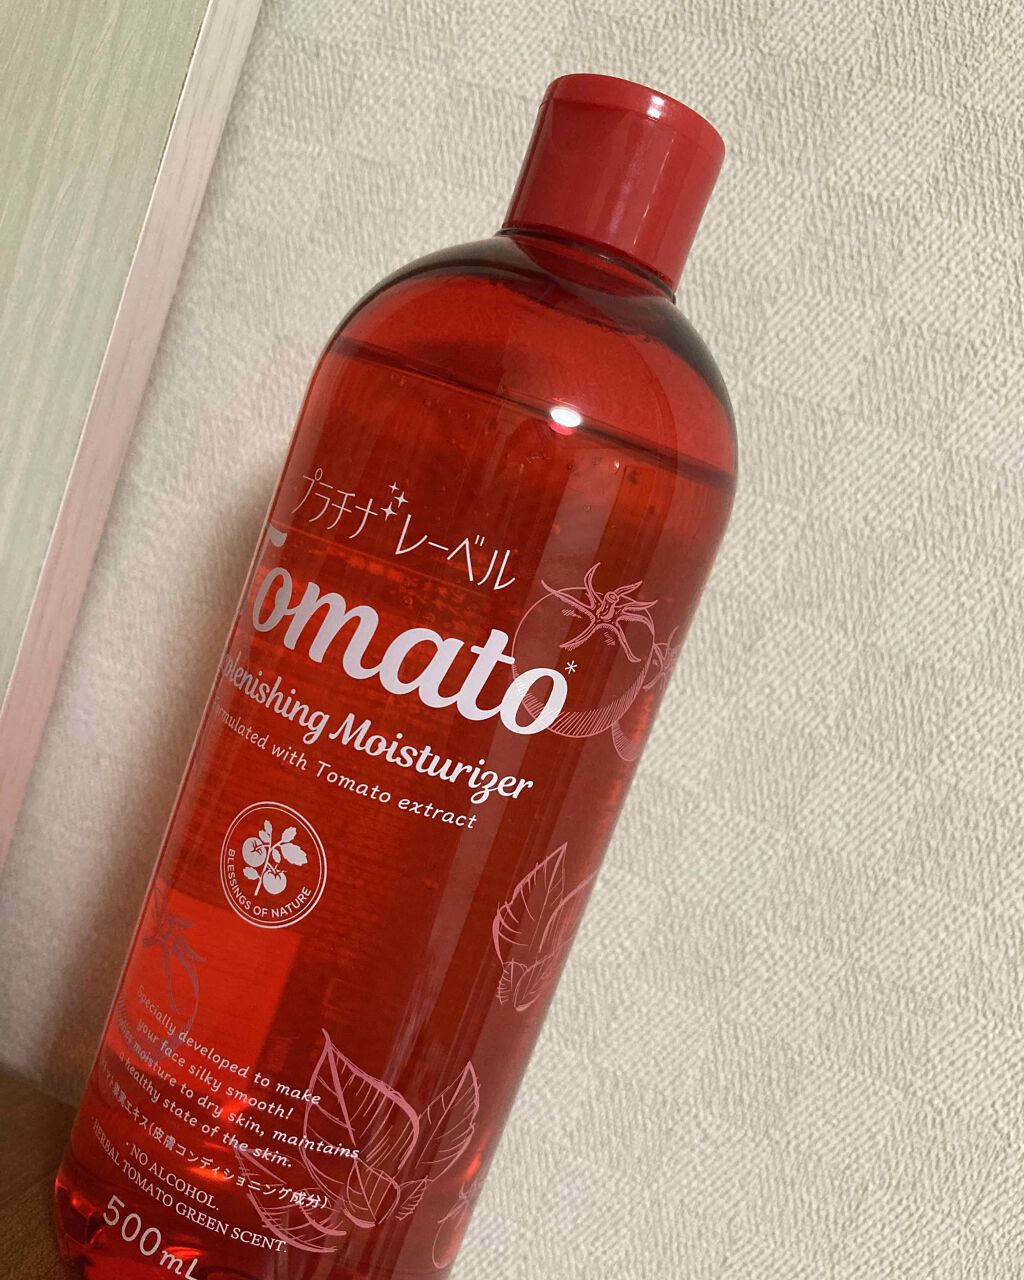 プラチナレーベル
Tomato*
Replenishing Moisturizer
Formulated with Tomato extract
BLESSINGS OF NATURE
Specially developed to make
your face silky smooth!
moisture to dry skin, maintains
a healthy state of the skin.
エキス(皮膚コンディショニング成分)
・NO ALCOHOL.
HERBAL TOMATO GREEN SCENT.
500mL